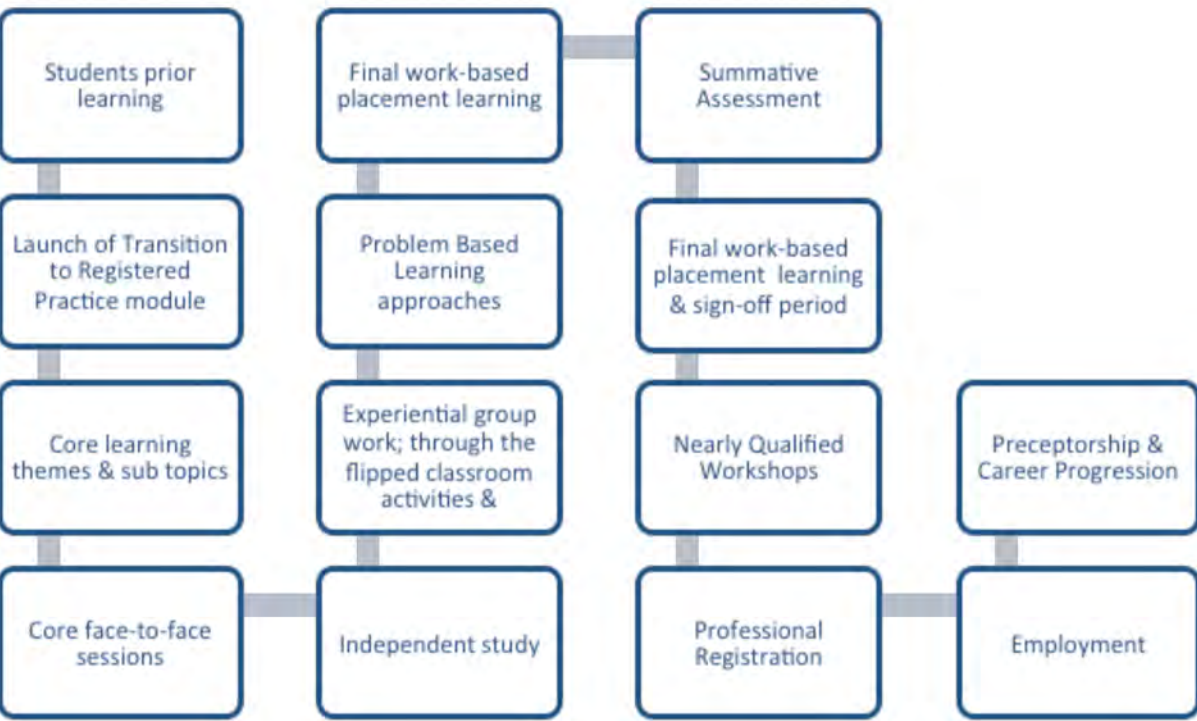 Students prior
learning
Launch of Transition
to Registered
Practice module
Core learning
themes & sub topics
Core face-to-face
sessions
Independent study
Experiential group
work; through the
flipped classroom
activities &
Problem Based
Learning
approaches
Final work-based
placement learning
Summative
Assessment
Final work-based
placement learning
& sign-off period
Nearly Qualified
Workshops
Professional
Registration
Employment
Preceptorship &
Career Progression